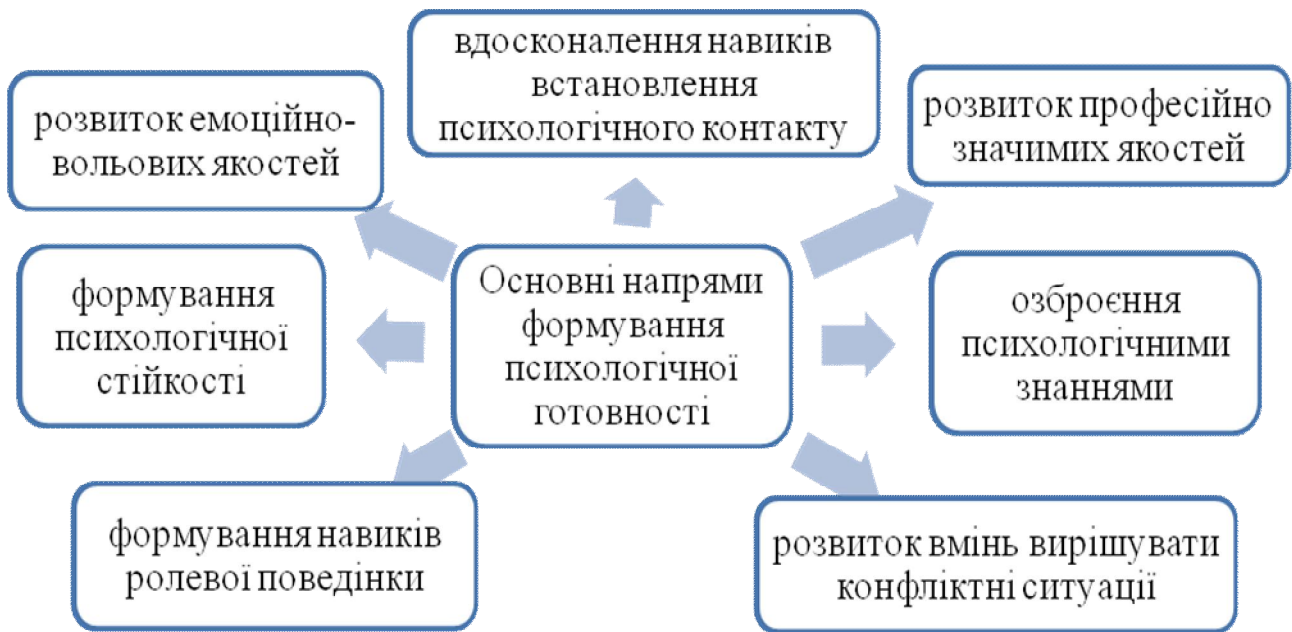 вдосконалення навиків
встановлення
психологічного контакту
розвиток емоційно-
вольових якостей
розвиток професійно
значимих якостей
формування
психологічної
стійкості
Основні напрями
формування
психологічної
готовності
озброєння
психологічними
знаннями
формування навиків
ролевої поведінки
розвиток вмінь вирішувати
конфліктні ситуації